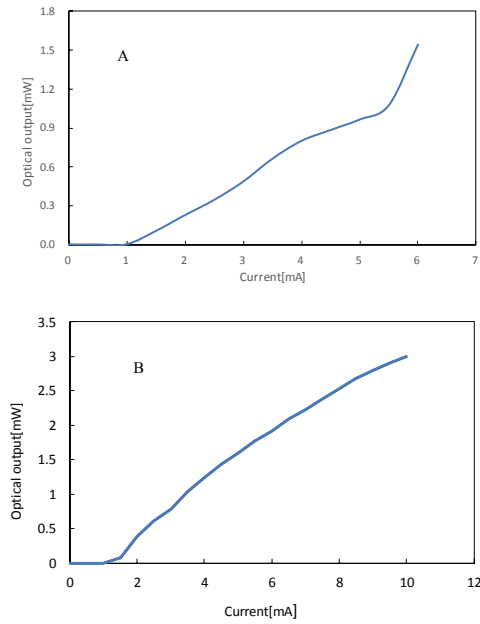 1.8
A
1.5
1.2
0.9
0.6
0.3
0.0
Optical output[mW]
0 1 2 3 4 5 6 7
Current[mA]
3.5
B
3
2.5
2
1.5
1
0.5
0
Optical output[mW]
0 2 4 6 8 10 12
Current[mA]